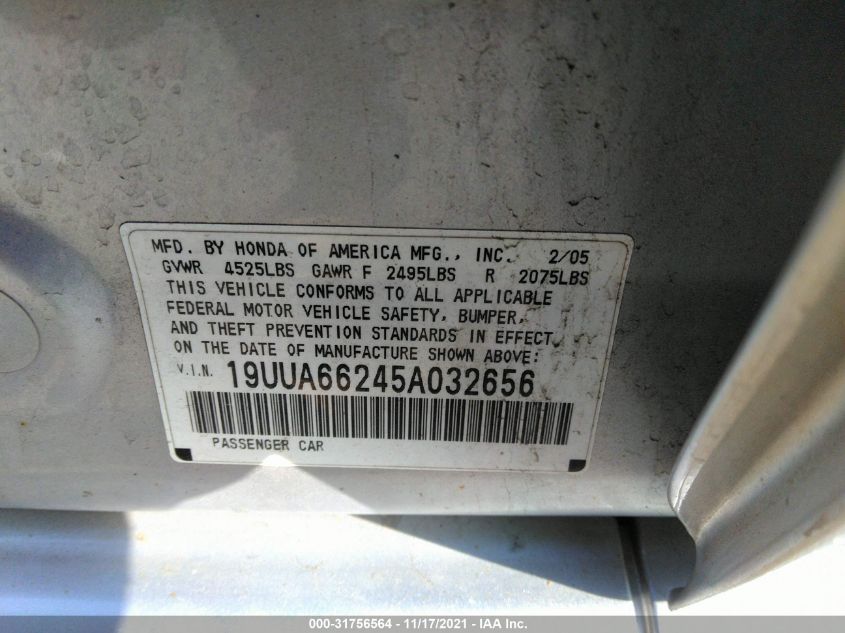 MFD. BY HONDA OF AMERICA MFG., INC. 2/05
GVWR 4525LBS GAWR F 2495LBS R 2075LBS
THIS VEHICLE CONFORMS TO ALL APPLICABLE
FEDERAL MOTOR VEHICLE SAFETY, BUMPER,
AND THEFT PREVENTION STANDARDS IN EFFECT
ON THE DATE OF MANUFACTURE SHOWN ABOVE:
V.I.N. 19UUA66245A032656
PASSENGER CAR
000-31756564 - 11/17/2021 - IAA Inc.